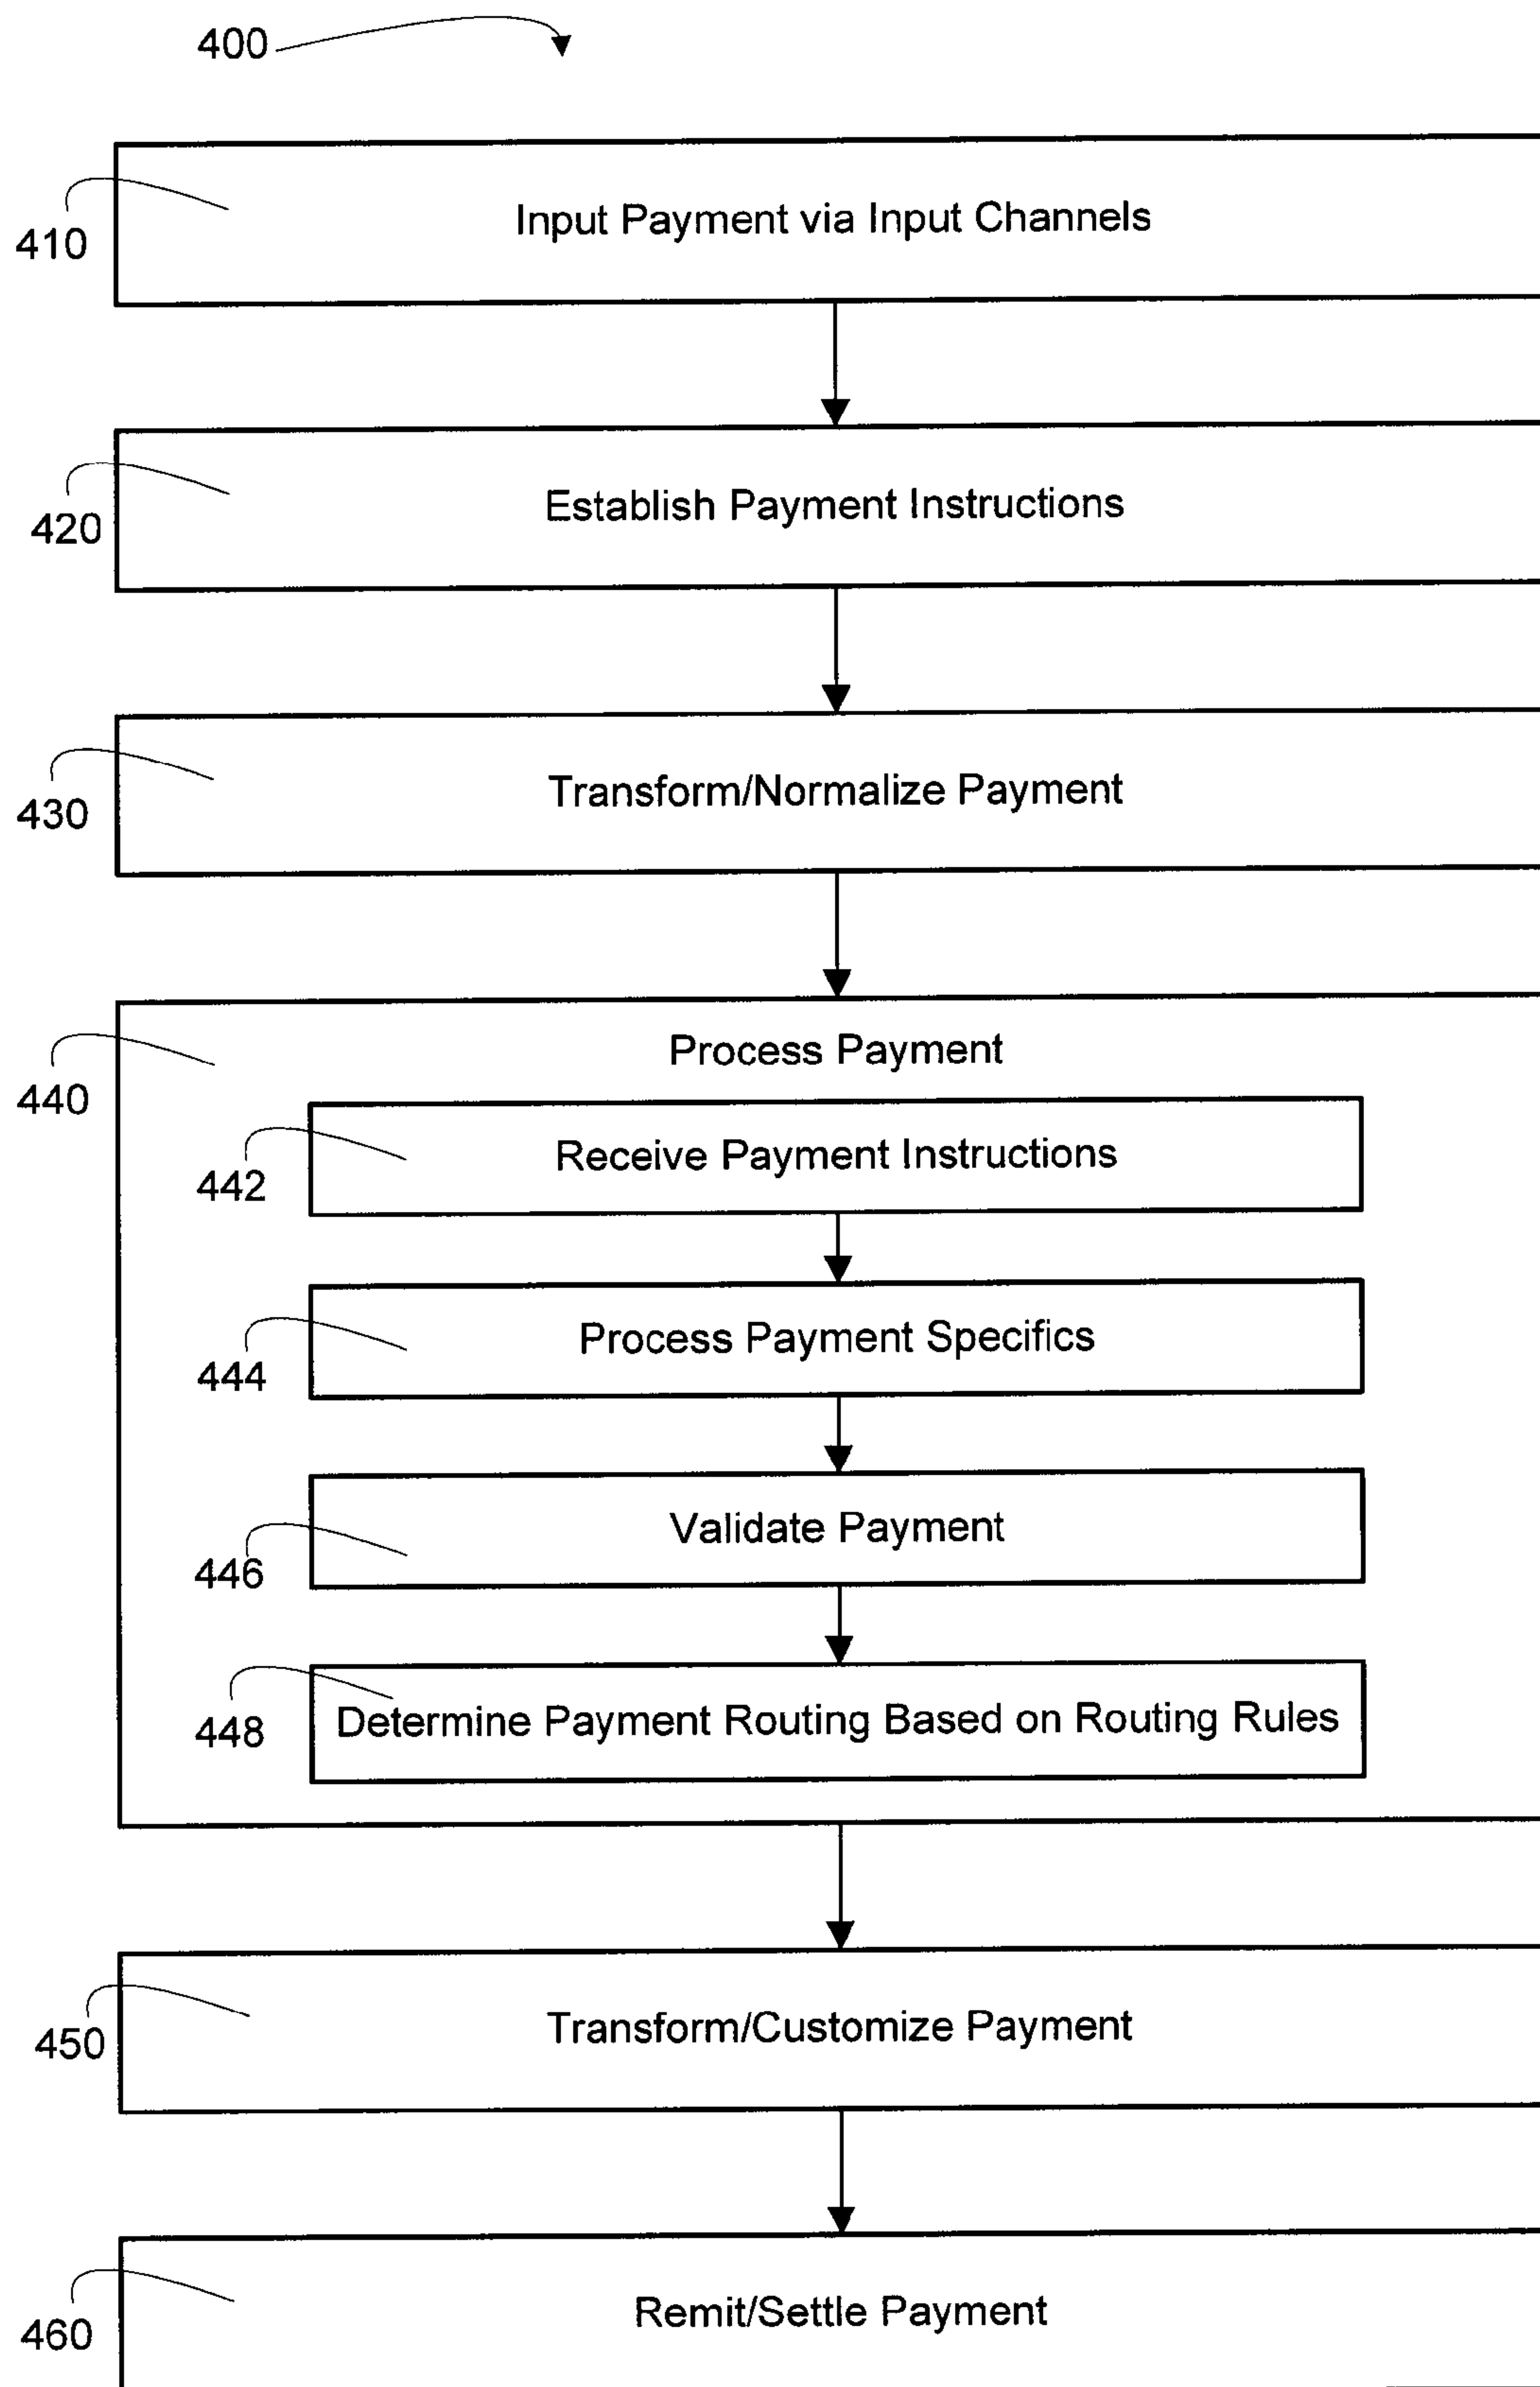 400
Input Payment via Input Channels
410
Establish Payment Instructions
420
Transform/Normalize Payment
430
Process Payment
440
Receive Payment Instructions
442
Process Payment Specifics
444
Validate Payment
446
Determine Payment Routing Based on Routing Rules
448
Transform/Customize Payment
450
Remit/Settle Payment
460